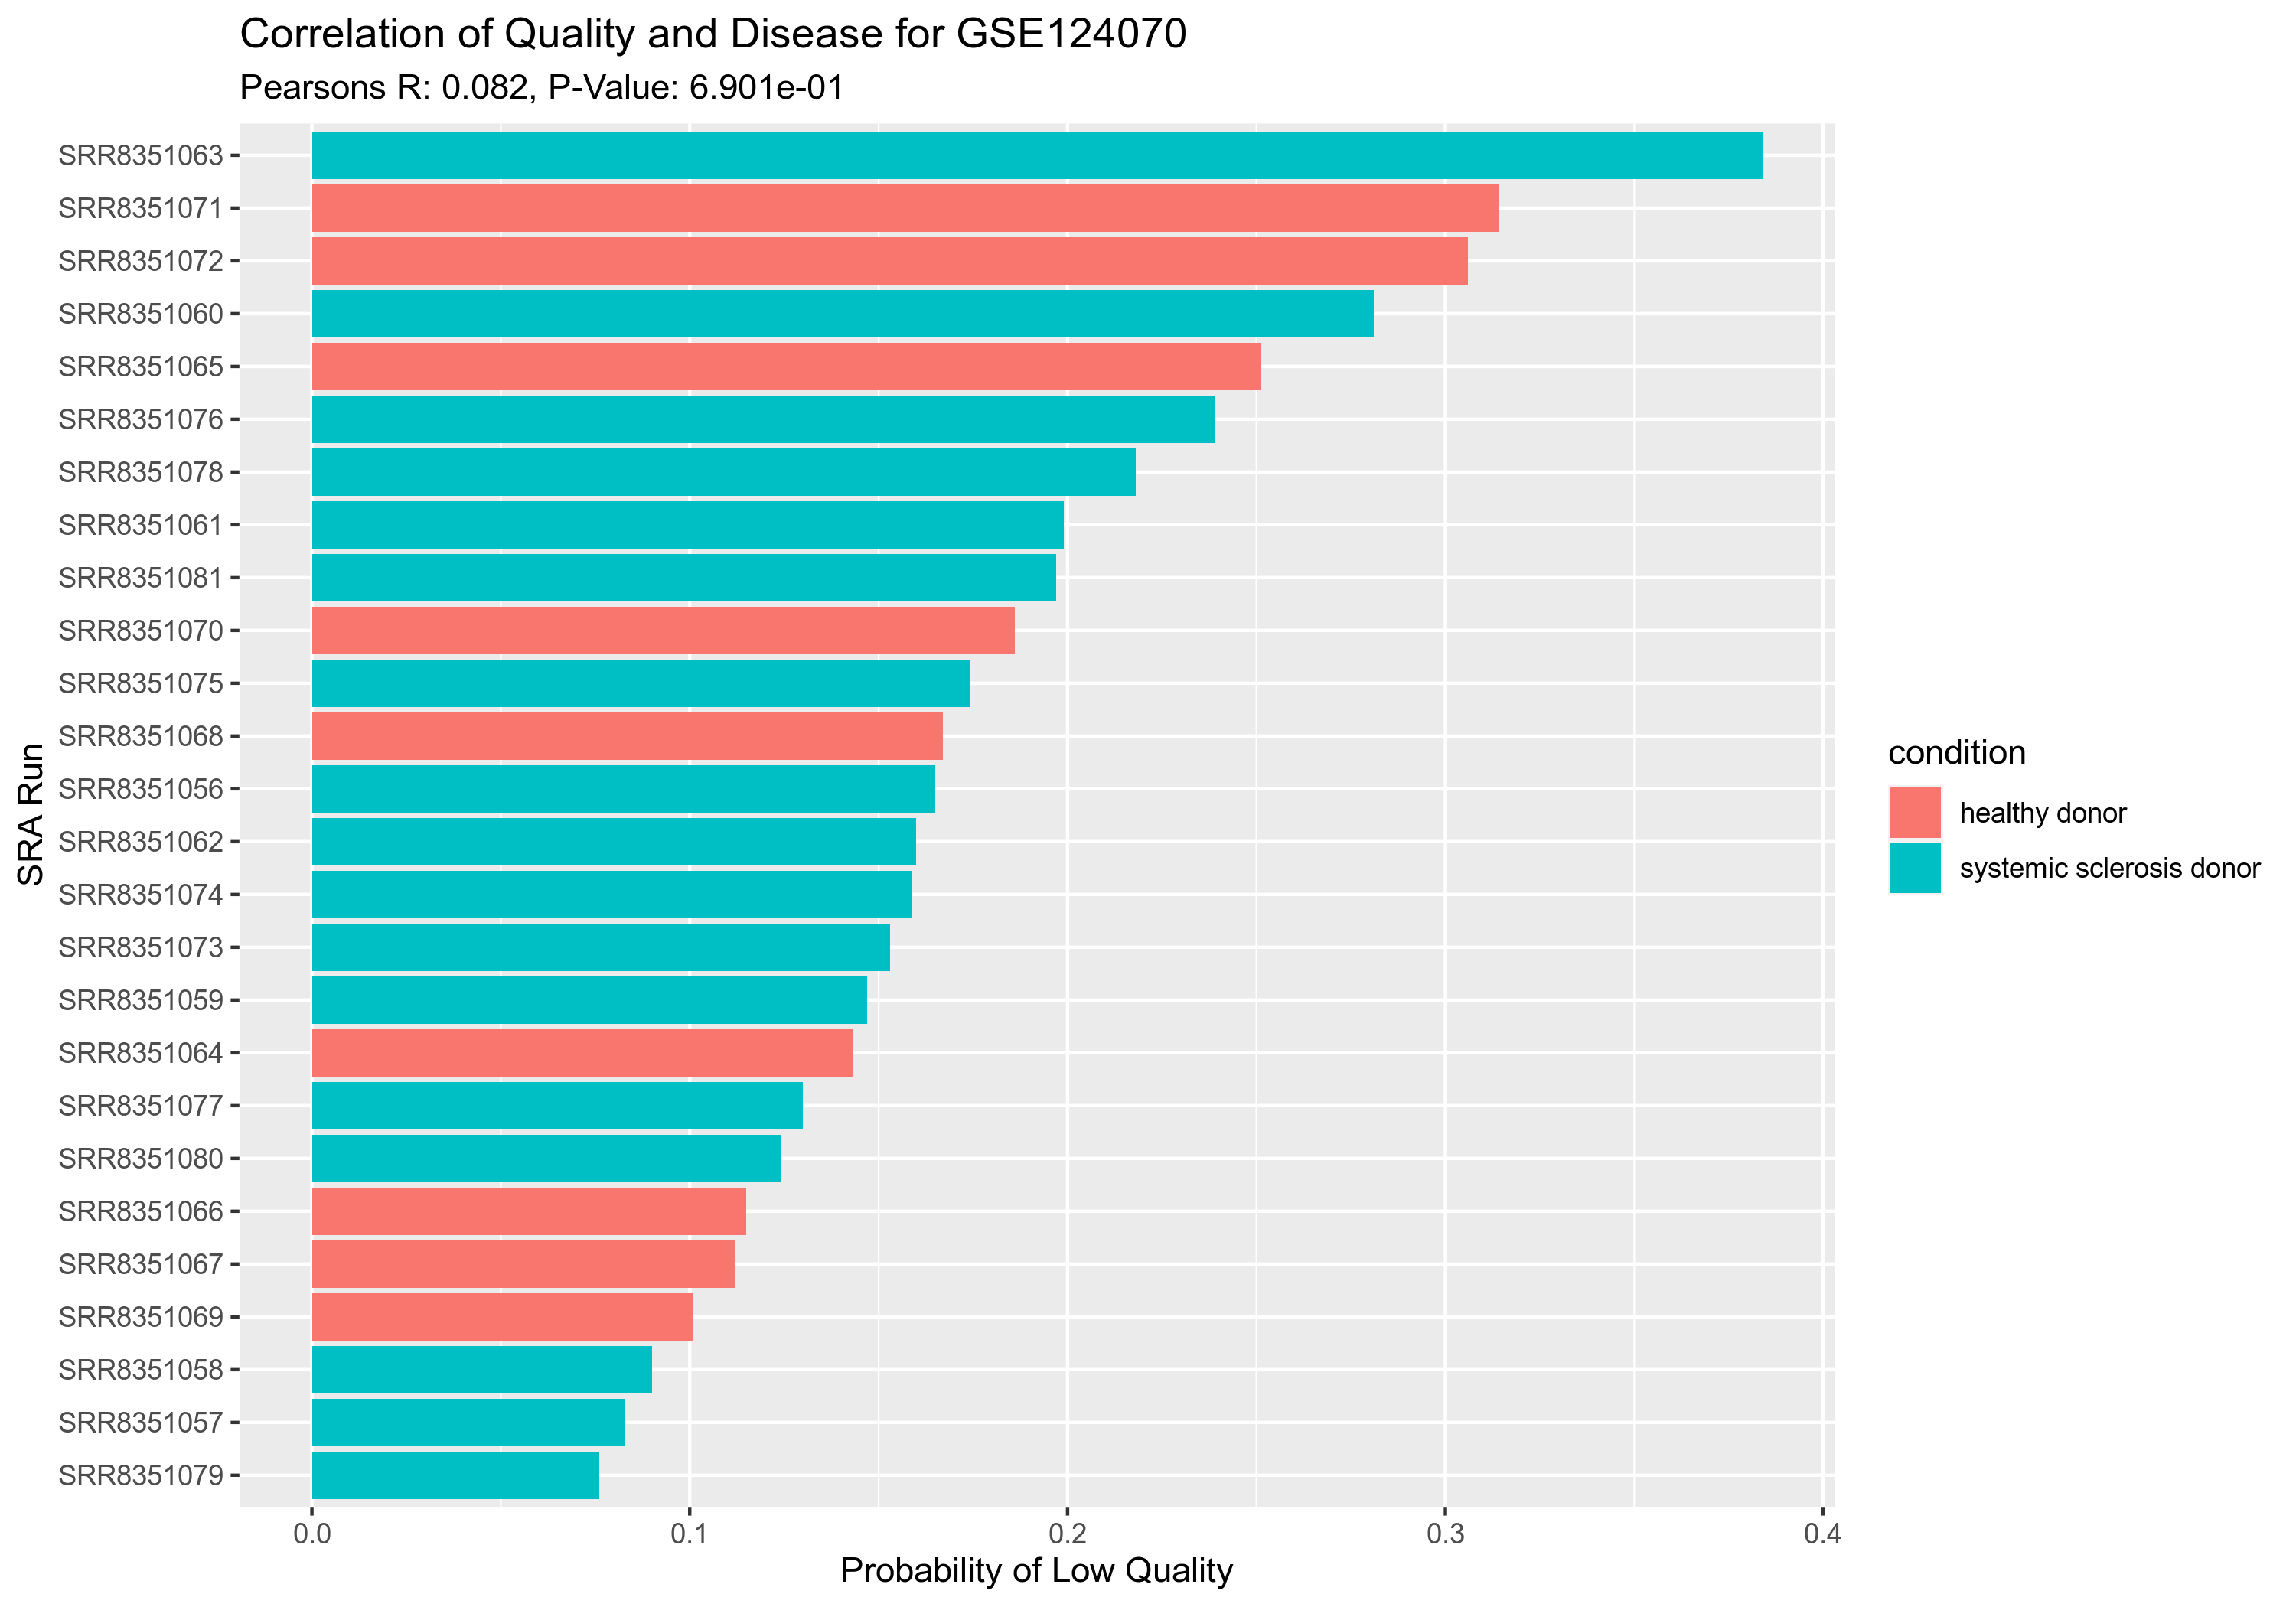 Correlation of Quality and Disease for GSE124070
Pearsons R: 0.082, P-Value: 6.901e-01
SRA Run
SRR8351063
SRR8351071
SRR8351072
SRR8351060
SRR8351065
SRR8351076
SRR8351078
SRR8351061
SRR8351081
SRR8351070
SRR8351075
SRR8351068
SRR8351056
SRR8351062
SRR8351074
SRR8351073
SRR8351059
SRR8351064
SRR8351077
SRR8351080
SRR8351066
SRR8351067
SRR8351069
SRR8351058
SRR8351057
SRR8351079
0.0 0.1 0.2 0.3 0.4
Probability of Low Quality
condition
healthy donor
systemic sclerosis donor